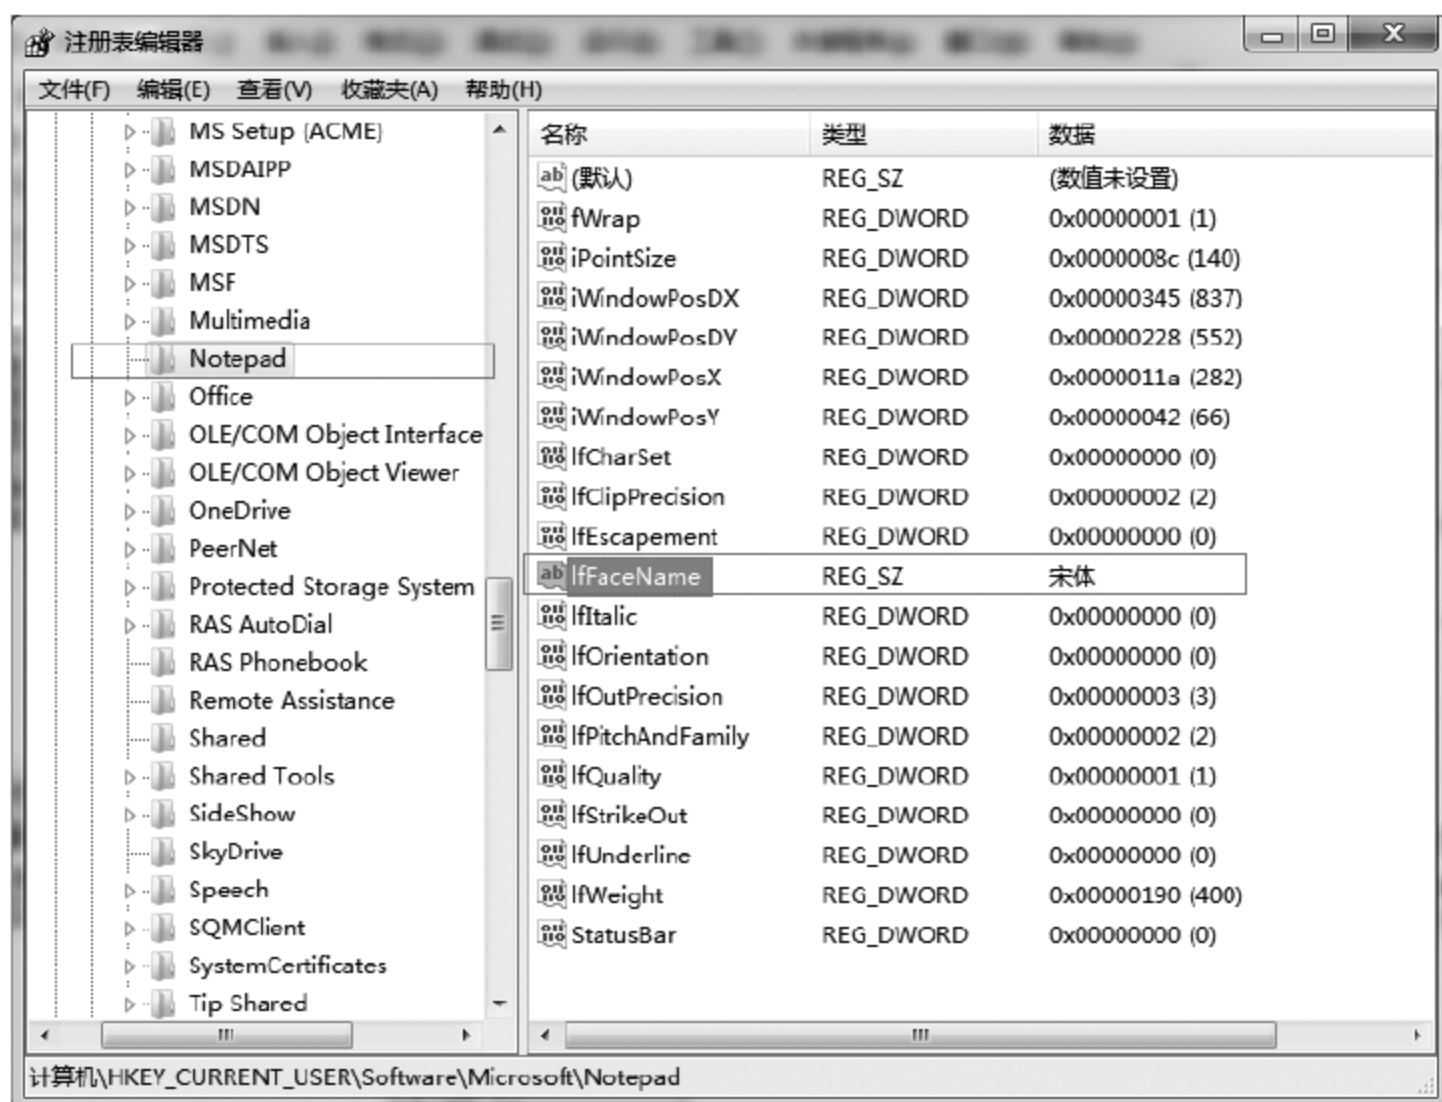 注册表编辑器
文件(F) 编辑(E) 查看(V) 收藏夹(A) 帮助(H)
MS Setup (ACME)
MSDAIPP
MSDN
MSDTS
MSF
Multimedia
Notepad
Office
OLE/COM Object Interface
OLE/COM Object Viewer
OneDrive
PeerNet
Protected Storage System
RAS AutoDial
RAS Phonebook
Remote Assistance
Shared
Shared Tools
SideShow
SkyDrive
Speech
SQMClient
SystemCertificates
Tip Shared
名称 类型 数据
(默认) REG_SZ (数值未设置)
fWrap REG_DWORD 0x00000001 (1)
iPointSize REG_DWORD 0x0000008c (140)
iWindowPosDX REG_DWORD 0x00000345 (837)
iWindowPosDY REG_DWORD 0x00000228 (552)
iWindowPosX REG_DWORD 0x0000011a (282)
iWindowPosY REG_DWORD 0x00000042 (66)
lfCharSet REG_DWORD 0x00000000 (0)
lfClipPrecision REG_DWORD 0x00000002 (2)
lfEscapement REG_DWORD 0x00000000 (0)
lfFaceName REG_SZ 宋体
lfItalic REG_DWORD 0x00000000 (0)
lfOrientation REG_DWORD 0x00000000 (0)
lfOutPrecision REG_DWORD 0x00000003 (3)
lfPitchAndFamily REG_DWORD 0x00000002 (2)
lfQuality REG_DWORD 0x00000001 (1)
lfStrikeOut REG_DWORD 0x00000000 (0)
lfUnderline REG_DWORD 0x00000000 (0)
lfWeight REG_DWORD 0x00000190 (400)
StatusBar REG_DWORD 0x00000000 (0)
计算机\HKEY_CURRENT_USER\Software\Microsoft\Notepad